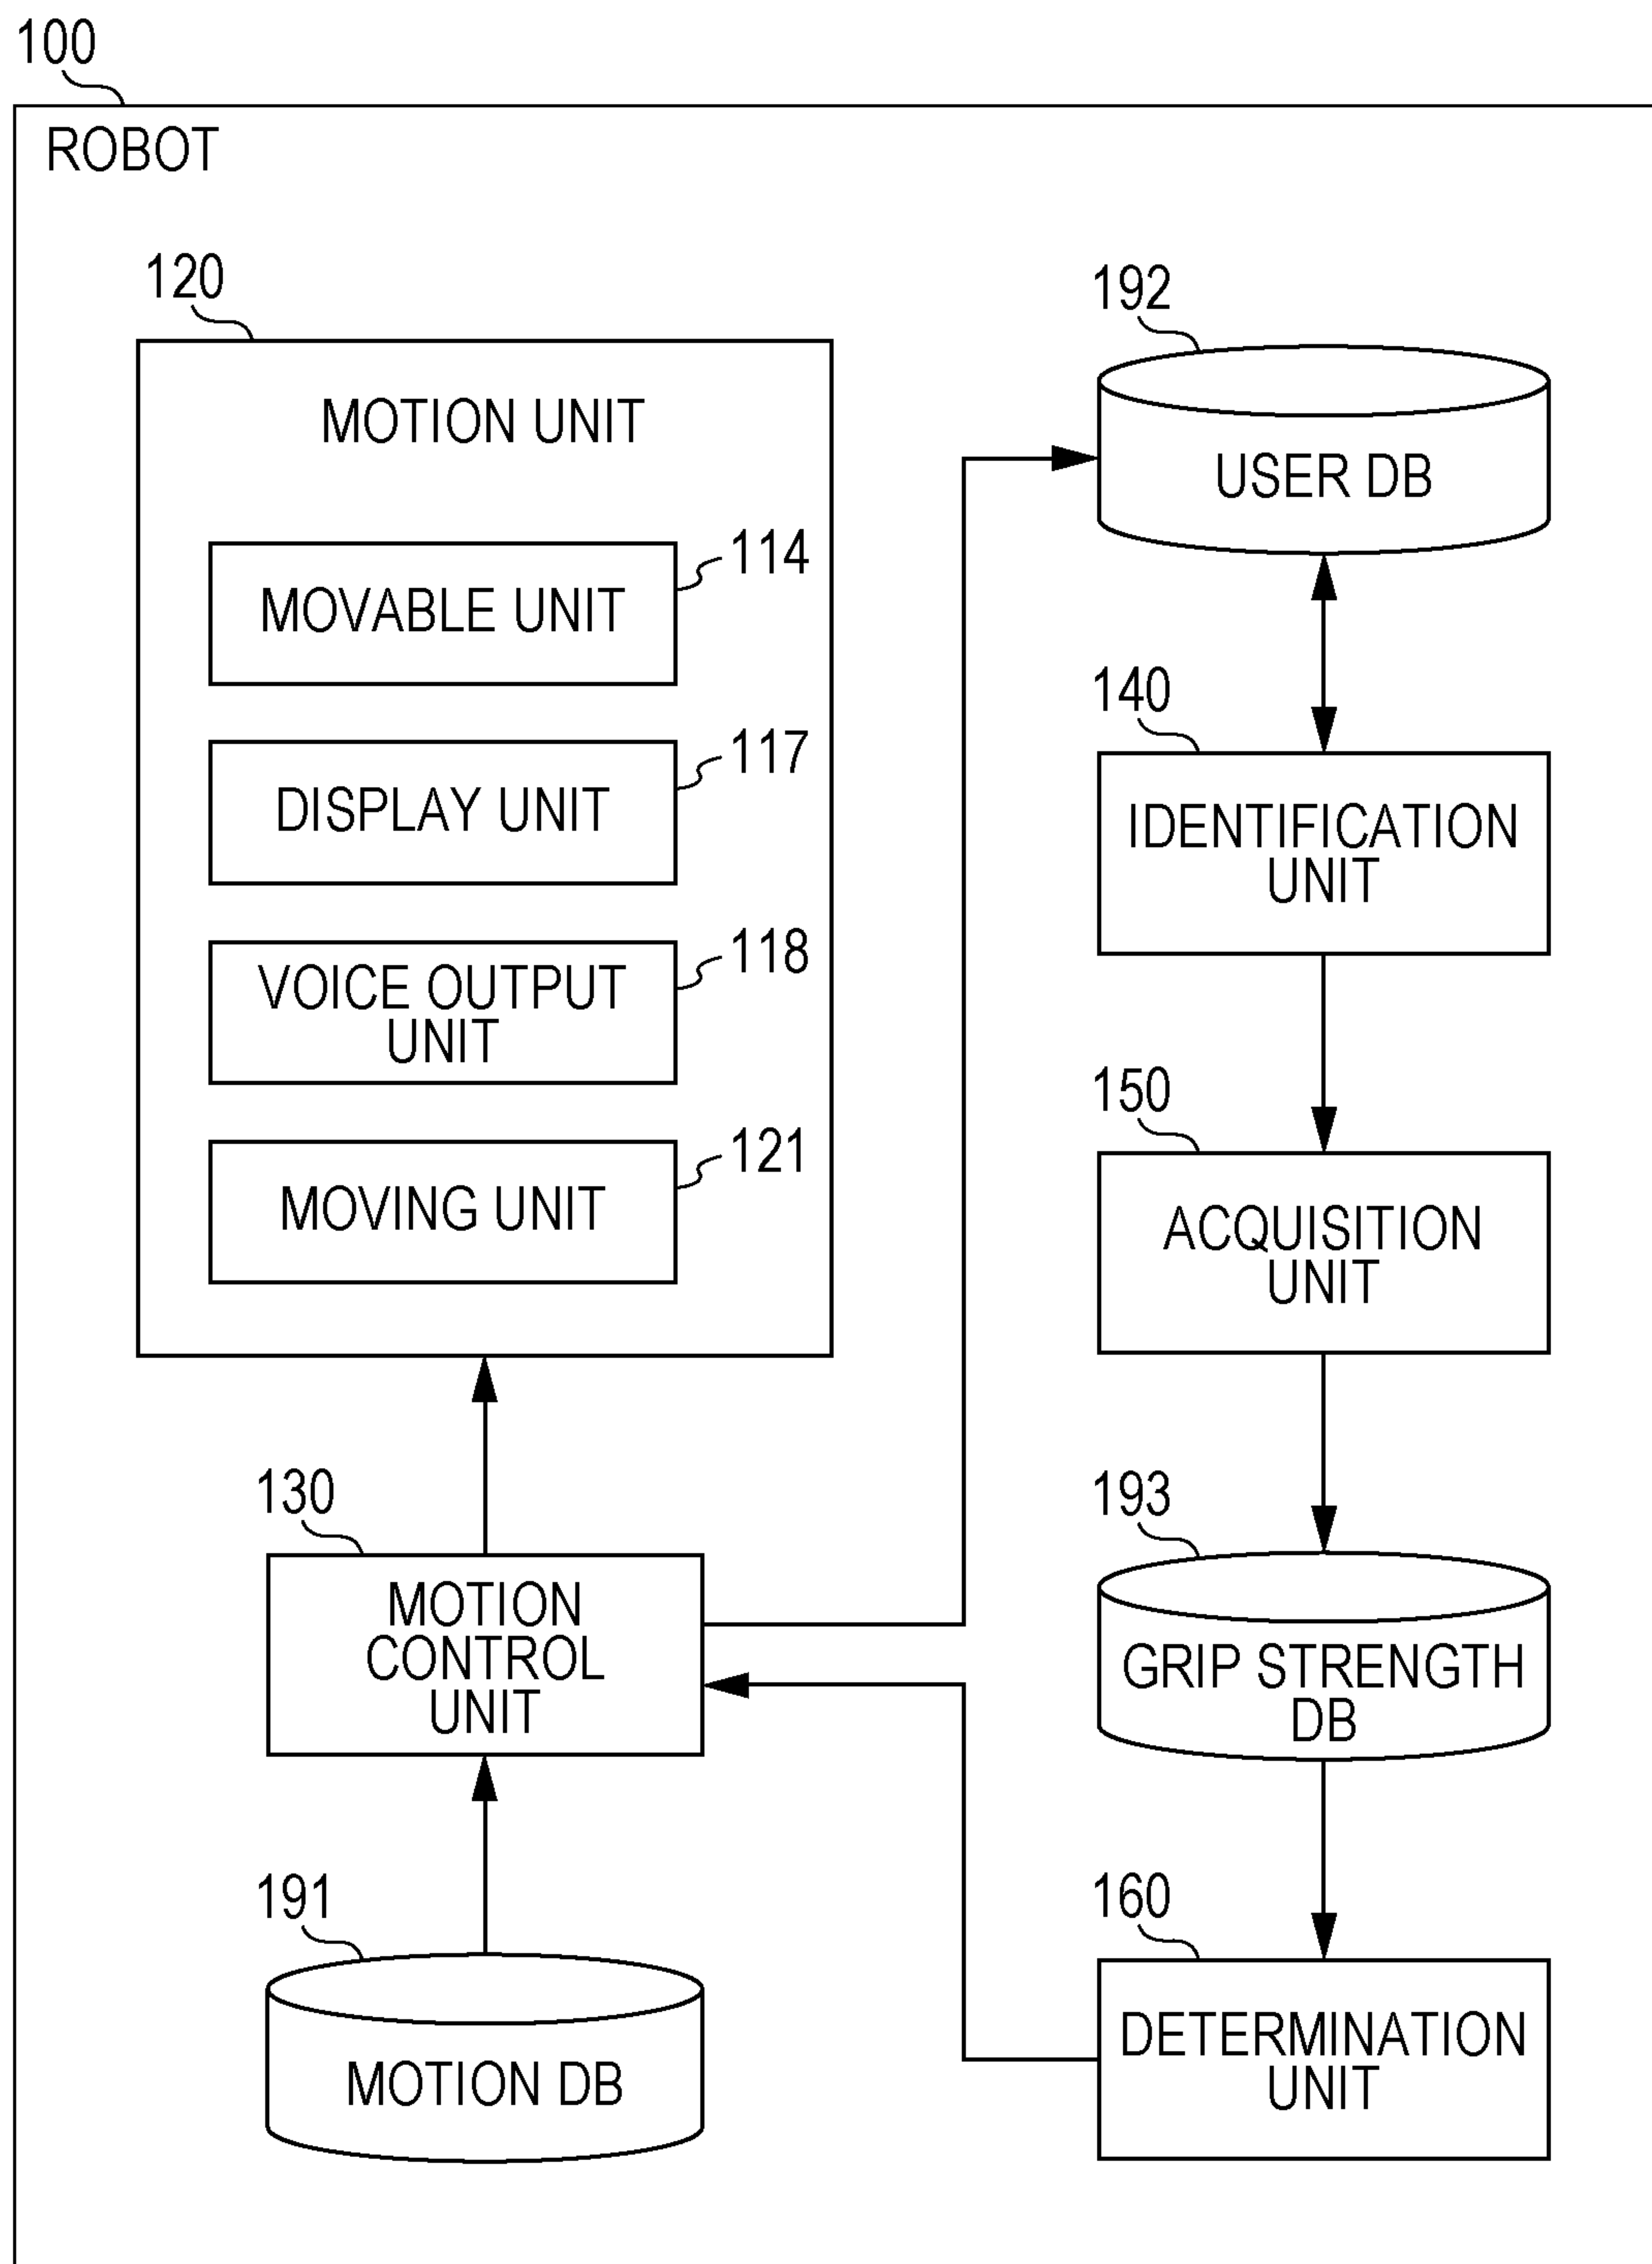 100
ROBOT
120
MOTION UNIT
114
MOVABLE UNIT
117
DISPLAY UNIT
118
VOICE OUTPUT
UNIT
121
MOVING UNIT
130
MOTION
CONTROL
UNIT
191
MOTION DB
192
USER DB
140
IDENTIFICATION
UNIT
150
ACQUISITION
UNIT
193
GRIP STRENGTH
DB
160
DETERMINATION
UNIT